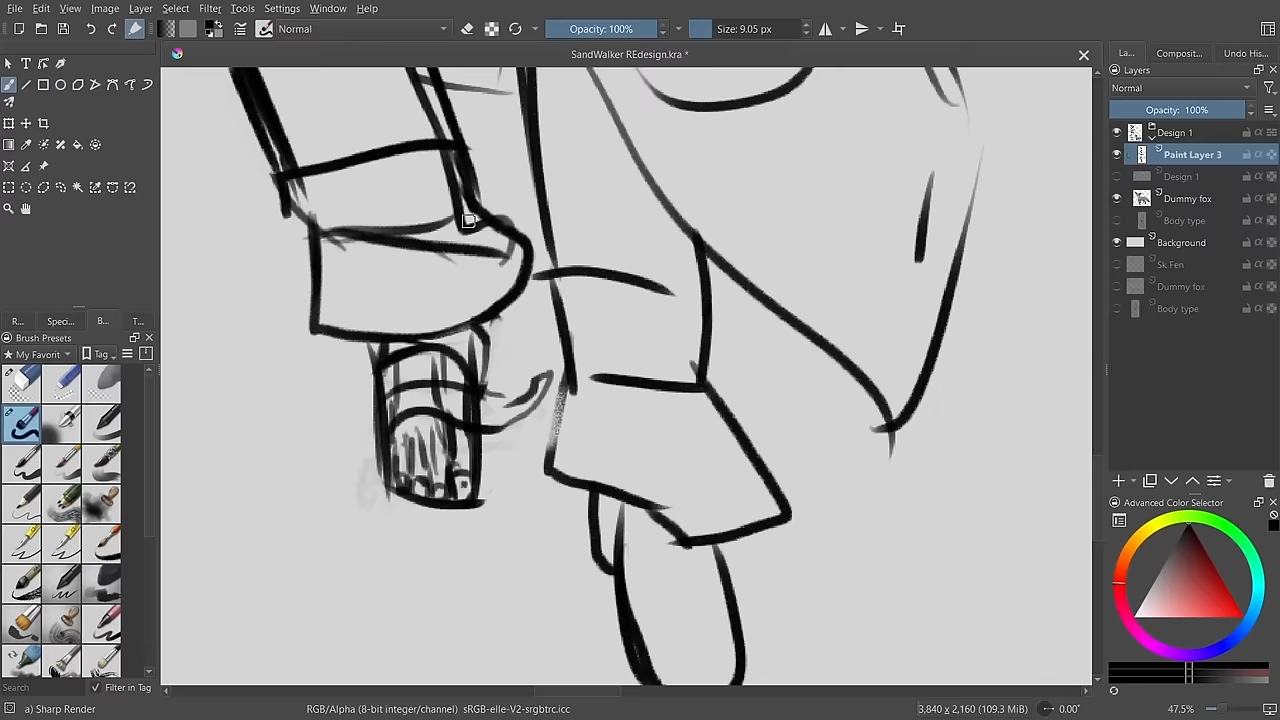 File Edit View Image Layer Select Filter Tools Settings Window Help
Normal
Opacity: 100%
Size: 9.05 px
SandWalker REdesign.kra *
La...
Composit...
Undo His...
Layers
Normal
Opacity: 100%
Design 1
Paint Layer 3
Design 1
Dummy fox
Body type
Background
Sk Fen
Dummy fox
Body type
R...
Speci...
B...
T...
Brush Presets
My Favorit
Tag
Advanced Color Selector
Search
Filter in Tag
a) Sharp Render
RGB/Alpha (8-bit integer/channel) sRGB-elle-V2-srgbtrc.icc
3,840 x 2,160 (109.3 MiB)
0.00°
47.5%